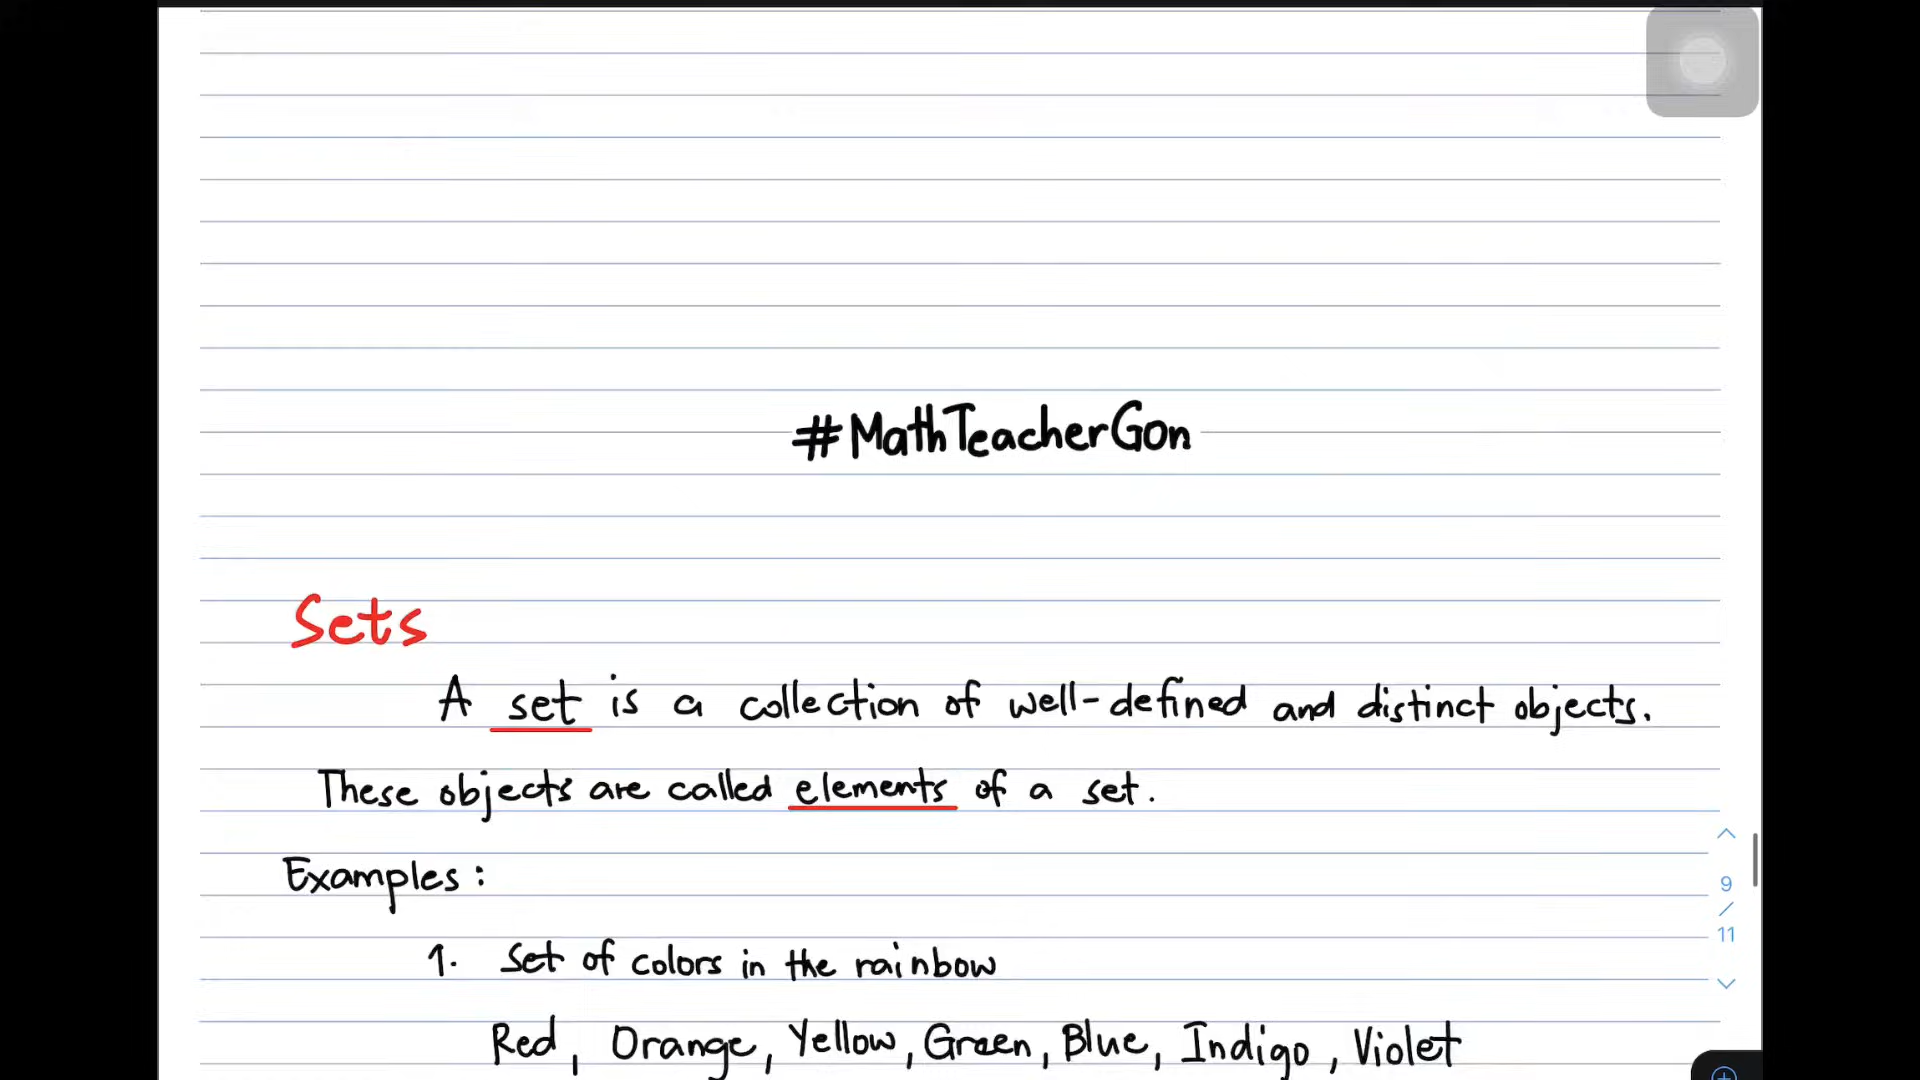 #MathTeacherGon
Sets
A set is a collection of well-defined and distinct objects.
These objects are called elements of a set.
Examples:
1. Set of colors in the rainbow
Red, Orange, Yellow, Green, Blue, Indigo, Violet
9
/
11